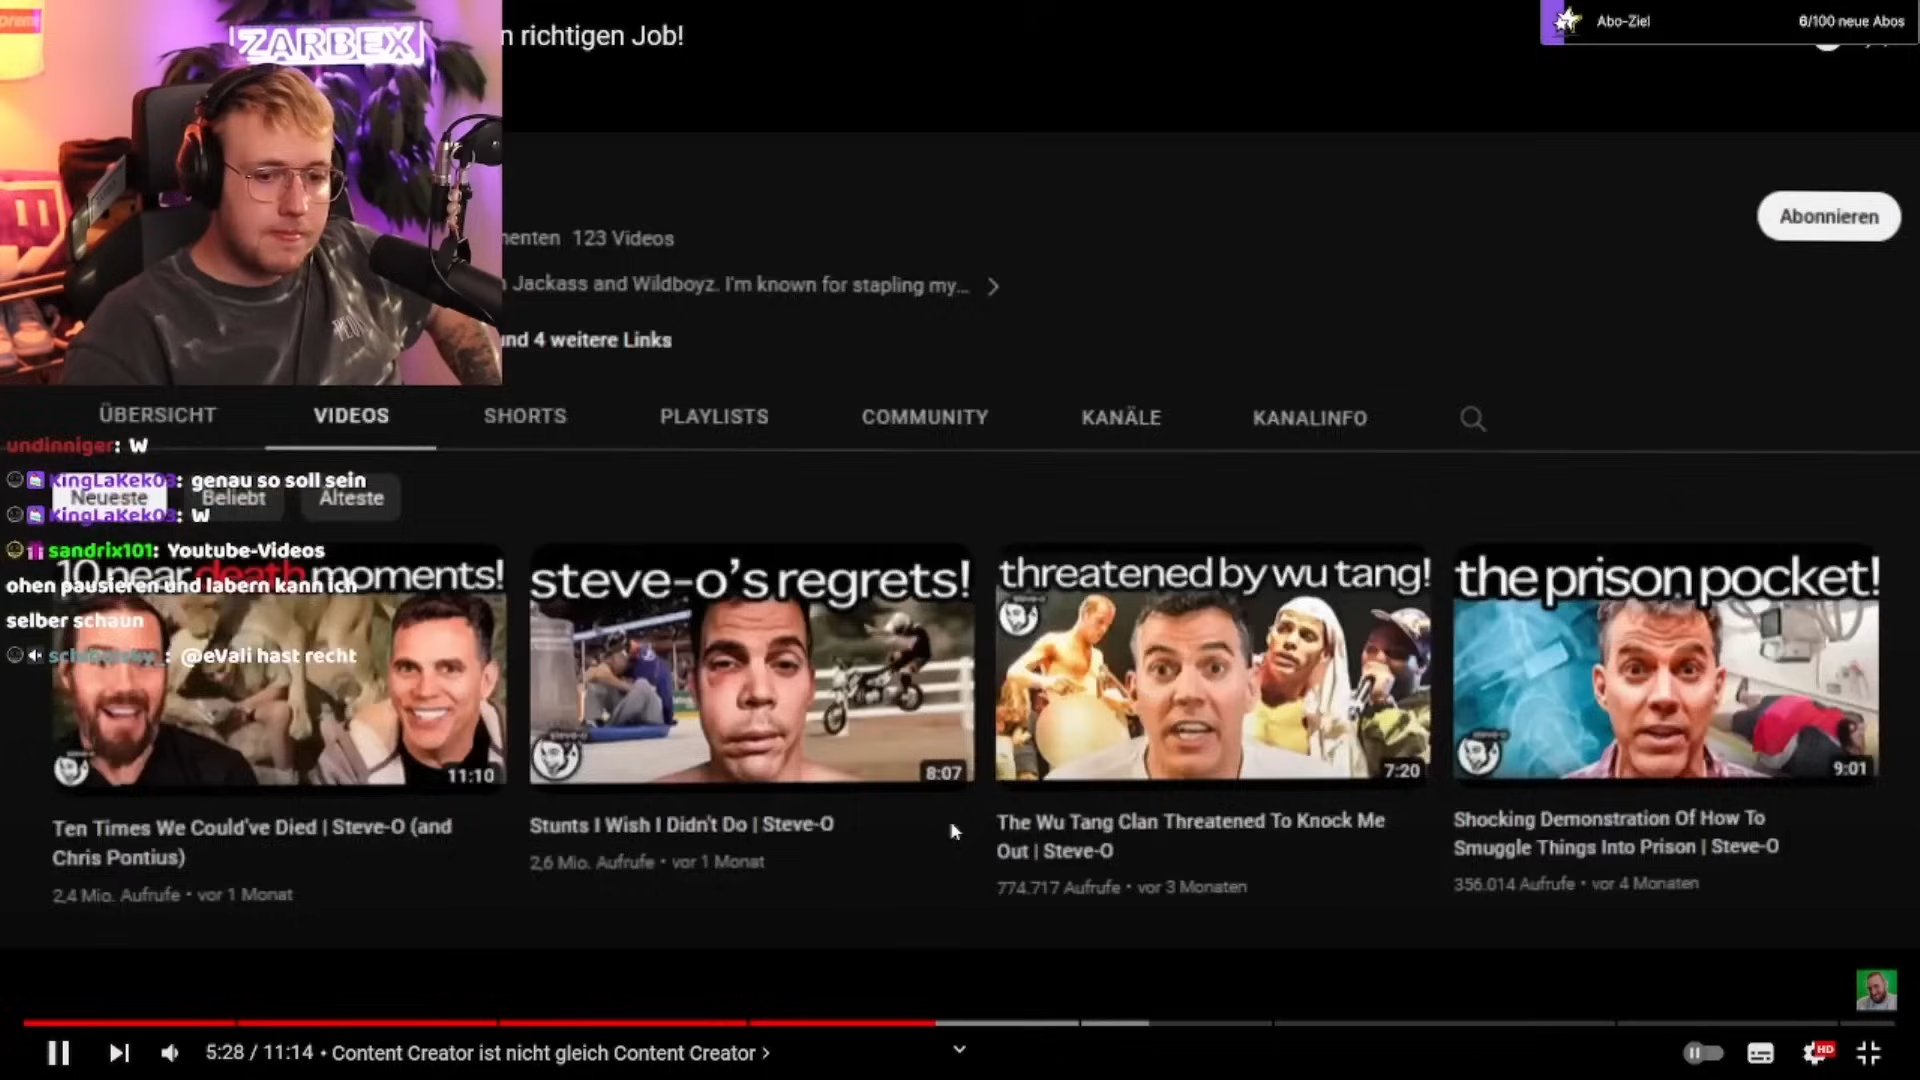 ZARBEX
n richtigen Job!
Abo-Ziel
6/100 neue Abos
Abonnieren
nenten 123 Videos
Jackass and Wildboyz. I'm known for stapling my...
und 4 weitere Links
ÜBERSICHT
VIDEOS
SHORTS
PLAYLISTS
COMMUNITY
KANÄLE
KANALINFO
undinniger: W
KingLaKek03: genau so soll sein
Neueste
Beliebt
Älteste
KingLaKek03: W
sandrix101: Youtube-Videos
ohen pausieren und labern kann ich
selber schaun
: @eVali hast recht
10 near death moments!
steve-o's regrets!
threatened by wu tang!
the prison pocket!
11:10
8:07
7:20
9:01
Ten Times We Could've Died | Steve-O (and
Chris Pontius)
2,4 Mio. Aufrufe • vor 1 Monat
Stunts I Wish I Didn't Do | Steve-O
2,6 Mio. Aufrufe • vor 1 Monat
The Wu Tang Clan Threatened To Knock Me
Out | Steve-O
774.717 Aufrufe • vor 3 Monaten
Shocking Demonstration Of How To
Smuggle Things Into Prison | Steve-O
356.014 Aufrufe • vor 4 Monaten
5:28 / 11:14 • Content Creator ist nicht gleich Content Creator >
HD